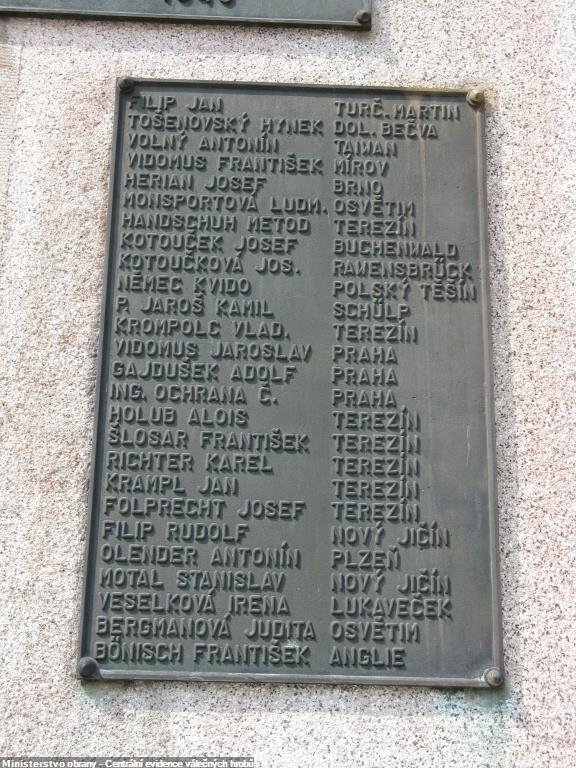 FILIP JAN TURČ. MARTIN
TOŠENOVSKÝ HYNEK DOL. BEČVA
VOLNÝ ANTONÍN TAIWAN
VIDOMUS FRANTIŠEK MÍROV
HERIAN JOSEF BRNO
MONSPORTOVÁ LUDM. OSVĚTIM
HANDSCHUH METOD TEREZÍN
KOTOUČEK JOSEF BUCHENWALD
KOTOUČKOVÁ JOS. RAWENSBRÜCK
NĚMEC KVIDO POLSKÝ TĚŠÍN
P. JAROŠ KAMIL SCHÜLP
KROMPOLC VLAD. TEREZÍN
VIDOMUS JAROSLAV PRAHA
GAJDUŠEK ADOLF PRAHA
ING. OCHRANA Č. PRAHA
HOLUB ALOIS TEREZÍN
ŠLOSAR FRANTIŠEK TEREZÍN
RICHTER KAREL TEREZÍN
KRAMPL JAN TEREZÍN
FOLPRECHT JOSEF TEREZÍN
FILIP RUDOLF NOVÝ JIČÍN
OLENDER ANTONÍN PLZEŇ
MOTAL STANISLAV NOVÝ JIČÍN
VESELKOVÁ IRENA LUKAVEČEK
BERGMANOVÁ JUDITA OSVĚTIM
BÖNISCH FRANTIŠEK ANGLIE
Ministerstvo obrany - Centrální evidence válečných hrobů